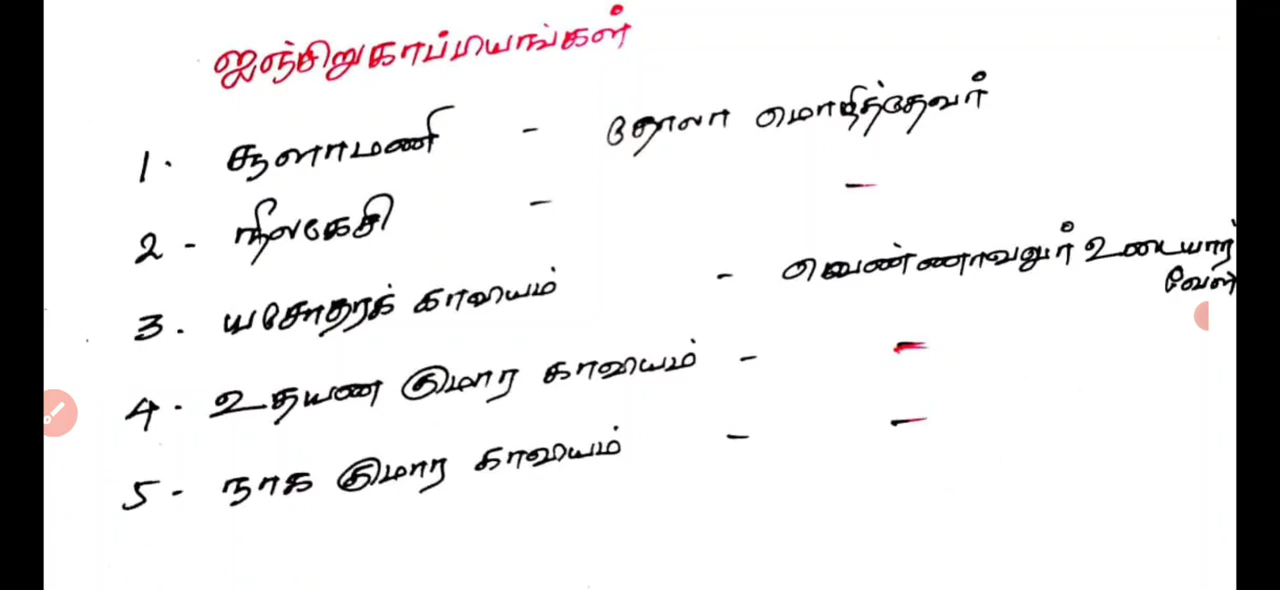 ஐஞ்சிறுகாப்பியங்கள்
1. சூளாமணி - தோலா மொழித்தேவர்
2 - நீலகேசி - -
3. யசோதரக் காவியம் - வெண்ணாவலூர் உடையார் வேள்
4. உதயண குமார காவியம் - -
5 - நாக குமார காவியம் - -